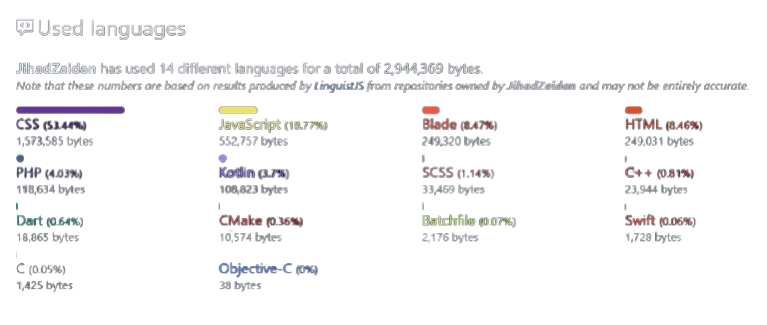 Used languages
JihadZaidan has used 14 different languages for a total of 2,944,369 bytes.
Note that these numbers are based on results produced by LinguistJS from repositories owned by JihadZaidan and may not be entirely accurate.
CSS (53.44%) JavaScript (18.77%) Blade (8.47%) HTML (8.46%)
1,573,585 bytes 552,757 bytes 249,320 bytes 249,031 bytes
PHP (4.03%) Kotlin (3.7%) SCSS (1.14%) C++ (0.81%)
118,634 bytes 108,823 bytes 33,469 bytes 23,944 bytes
Dart (0.64%) CMake (0.36%) Batchfile (0.07%) Swift (0.06%)
18,865 bytes 10,574 bytes 2,176 bytes 1,728 bytes
C (0.05%) Objective-C (0%)
1,425 bytes 38 bytes